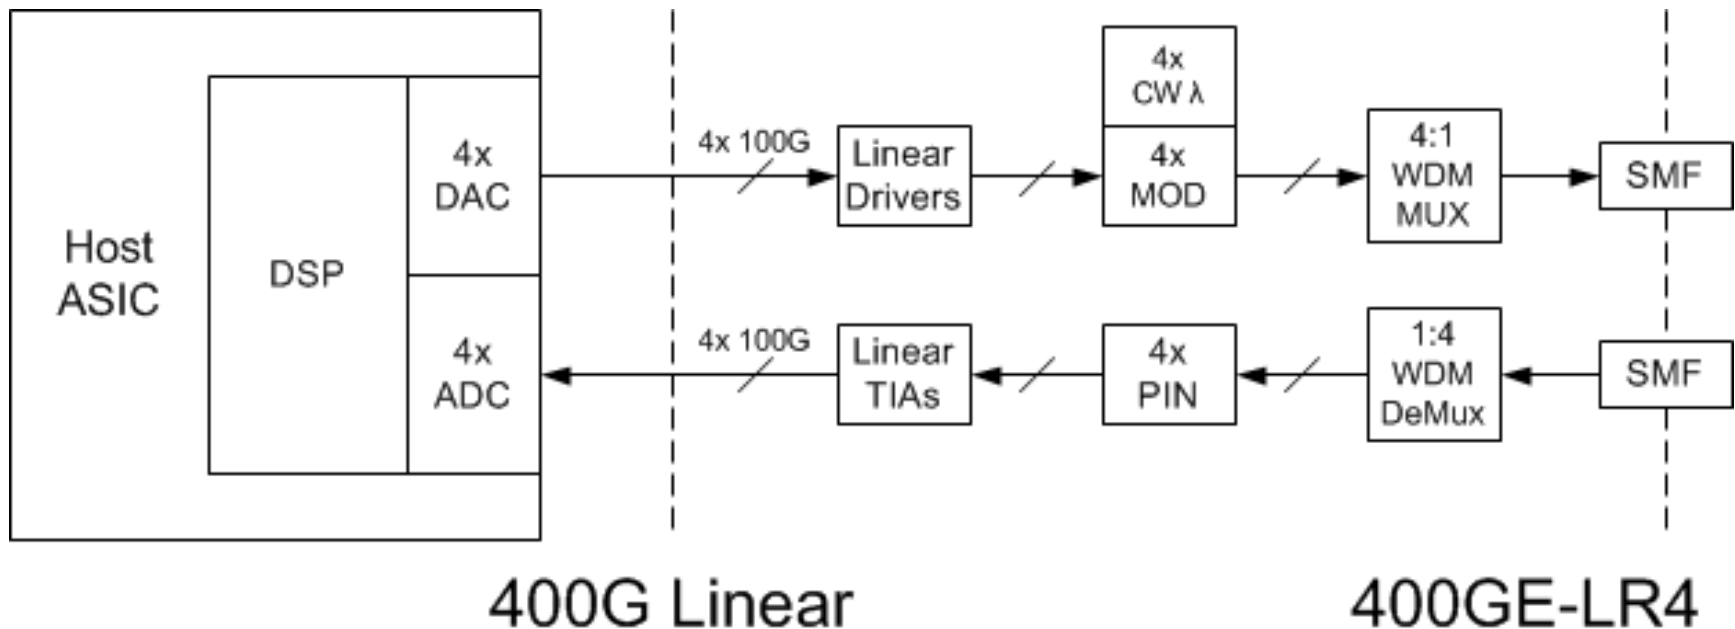 Host
ASIC
DSP
4x
DAC
4x
ADC
4x 100G
Linear
Drivers
4x
CW λ
4x
MOD
4:1
WDM
MUX
SMF
4x 100G
Linear
TIAs
4x
PIN
1:4
WDM
DeMux
SMF
400G Linear
400GE-LR4